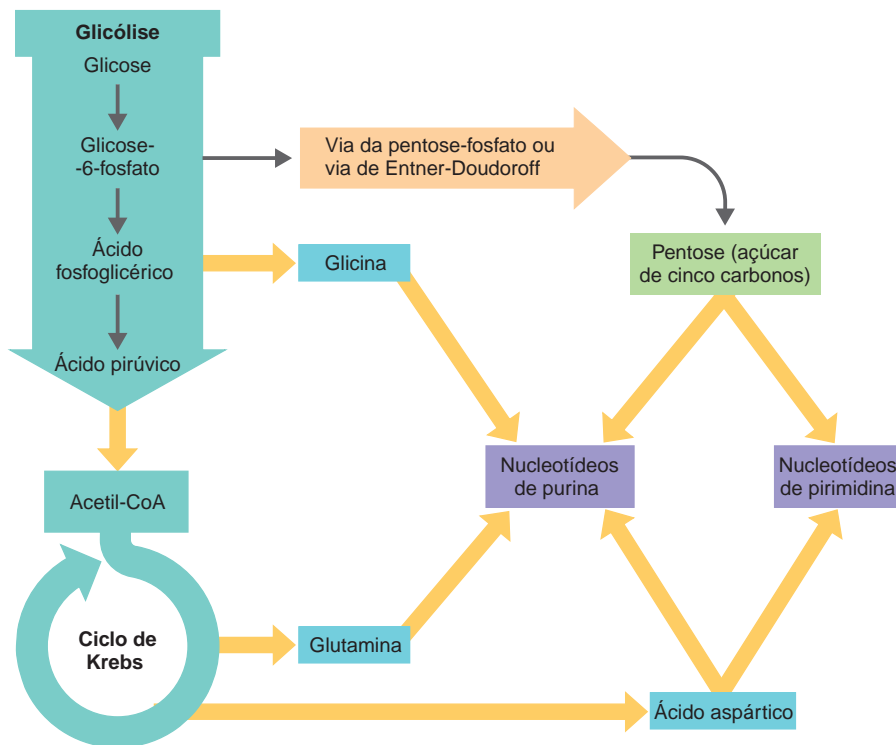 Glicólise
Glicose
Glicose-
-6-fosfato
Via da pentose-fosfato ou
via de Entner-Doudoroff
Ácido
fosfoglicérico
Glicina
Pentose (açúcar
de cinco carbonos)
Ácido pirúvico
Acetil-CoA
Nucleotídeos
de purina
Nucleotídeos
de pirimidina
Ciclo de
Krebs
Glutamina
Ácido aspártico